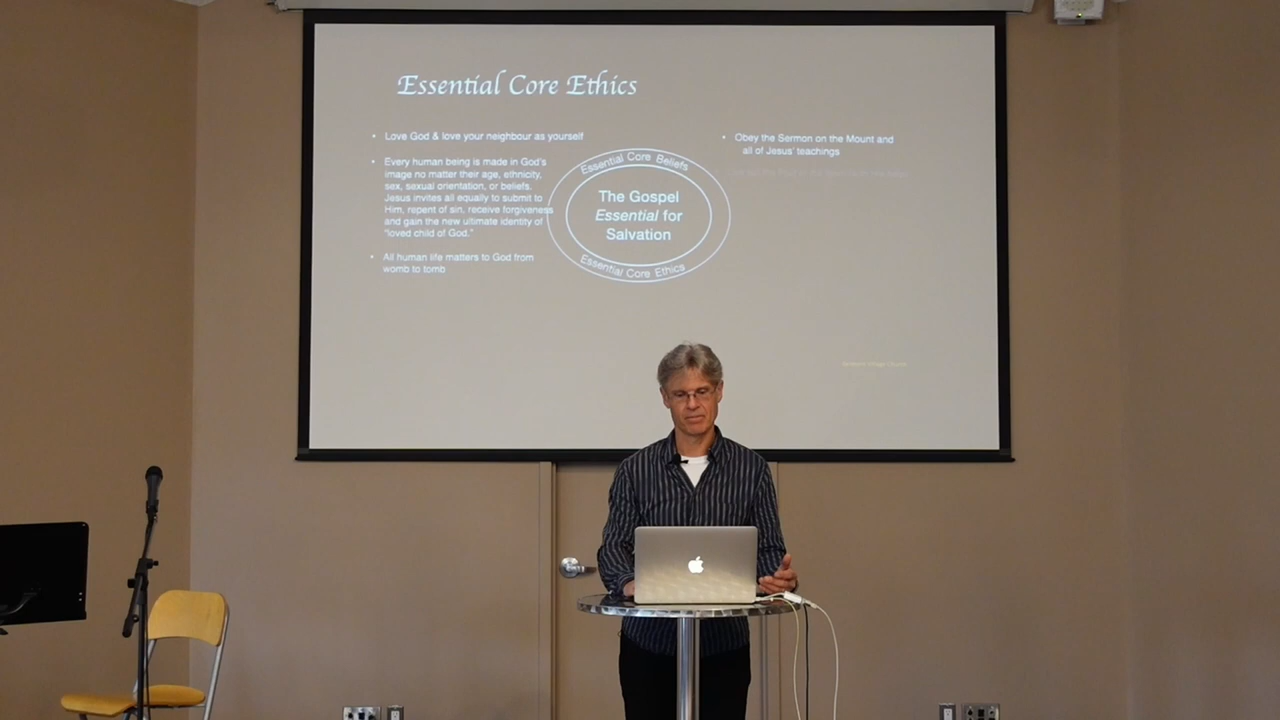 Essential Core Ethics
• Love God & love your neighbour as yourself
• Every human being is made in God's
image no matter their age, ethnicity,
sex, sexual orientation, or beliefs.
Jesus invites all equally to submit to
Him, repent of sin, receive forgiveness
and gain the new ultimate identity of
"loved child of God."
• All human life matters to God from
womb to tomb
Essential Core Beliefs
The Gospel
Essential for
Salvation
Essential Core Ethics
• Obey the Sermon on the Mount and
all of Jesus' teachings